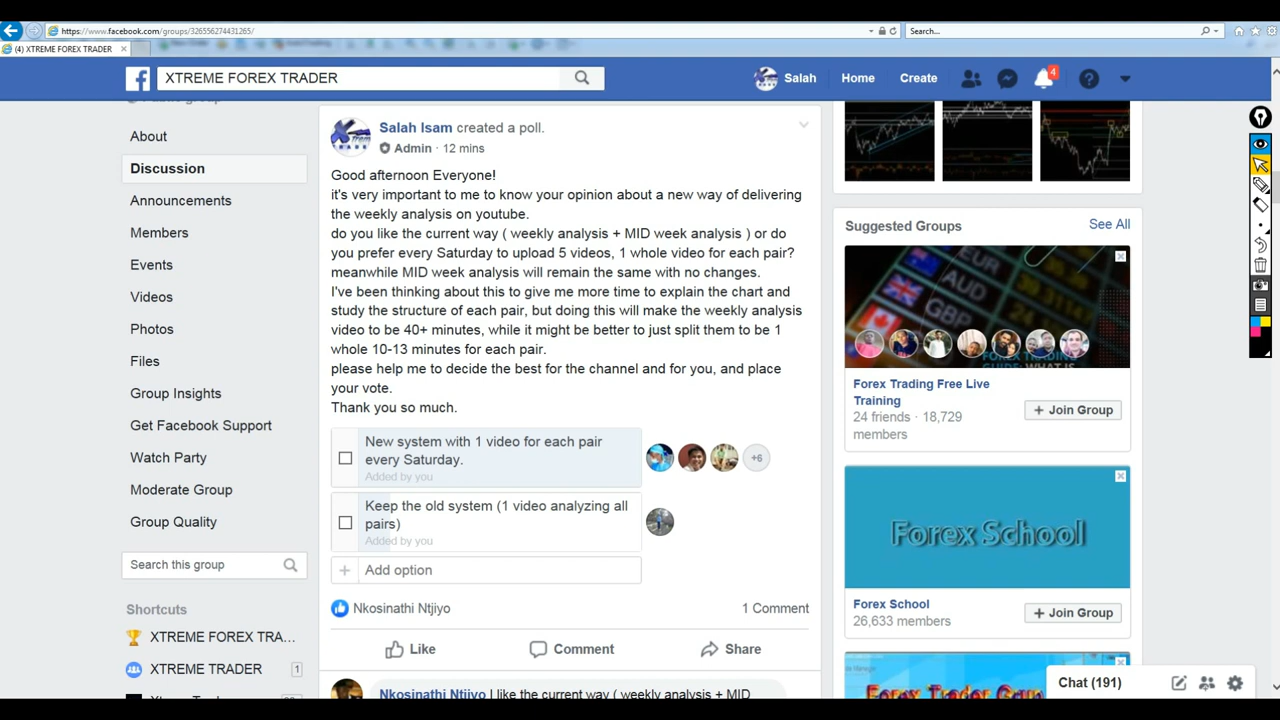 https://www.facebook.com/groups/326556274431265/
Search...
(4) XTREME FOREX TRADER
XTREME FOREX TRADER
Salah
Home
Create
4
About
Discussion
Announcements
Members
Events
Videos
Photos
Files
Group Insights
Get Facebook Support
Watch Party
Moderate Group
Group Quality
Search this group
Shortcuts
XTREME FOREX TRA...
XTREME TRADER
1
Salah Isam created a poll.
Admin · 12 mins
Good afternoon Everyone!
it's very important to me to know your opinion about a new way of delivering
the weekly analysis on youtube.
do you like the current way ( weekly analysis + MID week analysis ) or do
you prefer every Saturday to upload 5 videos, 1 whole video for each pair?
meanwhile MID week analysis will remain the same with no changes.
I've been thinking about this to give me more time to explain the chart and
study the structure of each pair, but doing this will make the weekly analysis
video to be 40+ minutes, while it might be better to just split them to be 1
whole 10-13 minutes for each pair.
please help me to decide the best for the channel and for you, and place
your vote.
Thank you so much.
New system with 1 video for each pair
every Saturday.
Added by you
+6
Keep the old system (1 video analyzing all
pairs)
Added by you
Add option
Nkosinathi Ntjiyo
1 Comment
Like
Comment
Share
Nkosinathi Ntjiyo I like the current way ( weekly analysis + MID
Suggested Groups
See All
EUR
AUD
GBP
Forex Trading Free Live
Training
24 friends · 18,729
members
+ Join Group
Forex School
Forex School
26,633 members
+ Join Group
Chat (191)